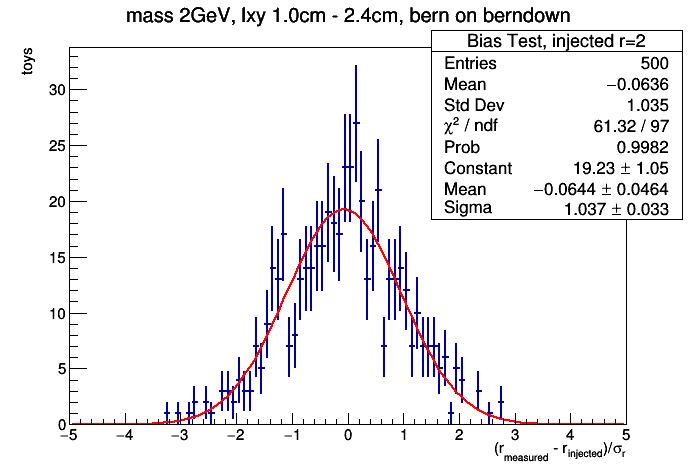 mass 2GeV, lxy 1.0cm - 2.4cm, bern on berndown
Bias Test, injected r=2
Entries 500
Mean −0.0636
Std Dev 1.035
χ² / ndf 61.32 / 97
Prob 0.9982
Constant 19.23 ± 1.05
Mean −0.0644 ± 0.0464
Sigma 1.037 ± 0.033
toys
30
25
20
15
10
5
0
−5 −4 −3 −2 −1 0 1 2 3 4 5
(r_measured - r_injected)/σ_r